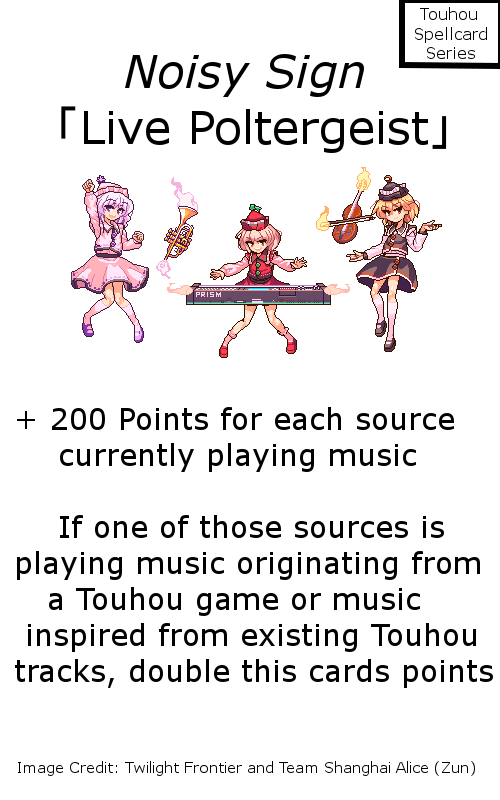 Touhou
Spellcard
Series
Noisy Sign
「Live Poltergeist」
PRISM
+ 200 Points for each source
currently playing music
If one of those sources is
playing music originating from
a Touhou game or music
inspired from existing Touhou
tracks, double this cards points
Image Credit: Twilight Frontier and Team Shanghai Alice (Zun)